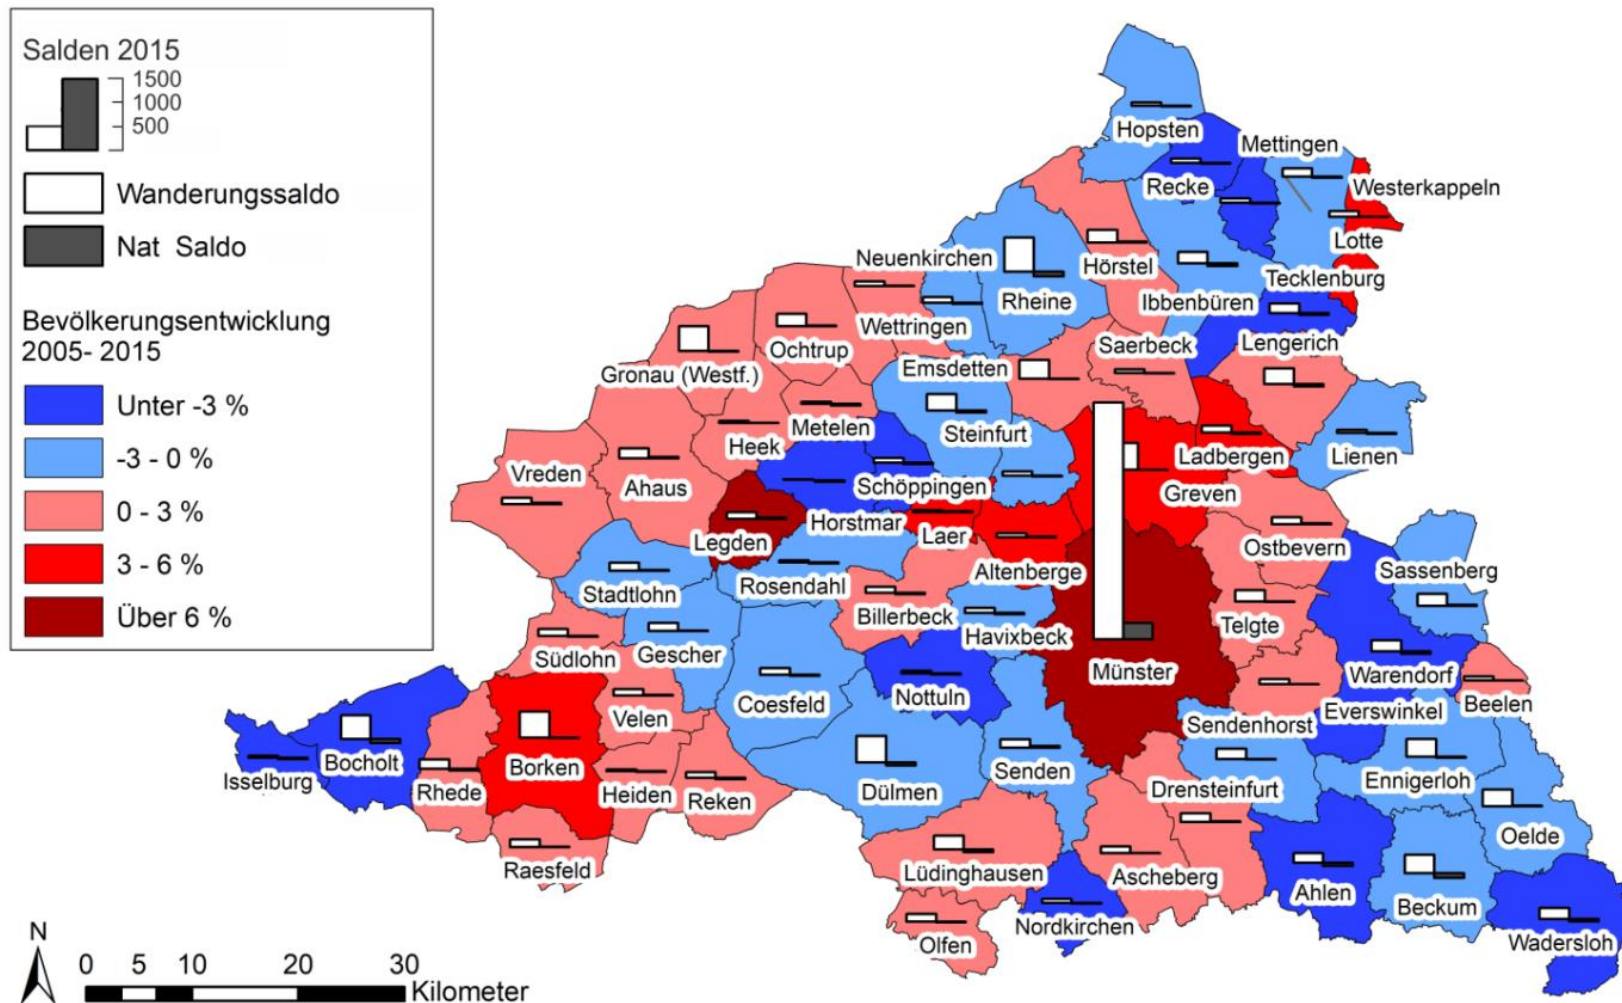 Salden 2015
1500
1000
500
Wanderungssaldo
Nat Saldo
Bevölkerungsentwicklung
2005- 2015
Unter -3 %
-3 - 0 %
0 - 3 %
3 - 6 %
Über 6 %
Hopsten
Mettingen
Recke
Westerkappeln
Lotte
Neuenkirchen
Hörstel
Tecklenburg
Rheine
Ibbenbüren
Wettringen
Ochtrup
Saerbeck
Lengerich
Gronau (Westf.)
Emsdetten
Metelen
Steinfurt
Heek
Ladbergen
Lienen
Vreden
Ahaus
Schöppingen
Greven
Horstmar
Laer
Legden
Ostbevern
Altenberge
Sassenberg
Stadtlohn
Rosendahl
Billerbeck
Havixbeck
Telgte
Südlohn
Gescher
Münster
Warendorf
Nottuln
Coesfeld
Velen
Everswinkel
Beelen
Sendenhorst
Isselburg
Bocholt
Rhede
Borken
Heiden
Reken
Dülmen
Senden
Drensteinfurt
Ennigerloh
Oelde
Raesfeld
Lüdinghausen
Ascheberg
Ahlen
Beckum
Nordkirchen
Olfen
Wadersloh
N
0 5 10 20 30
Kilometer